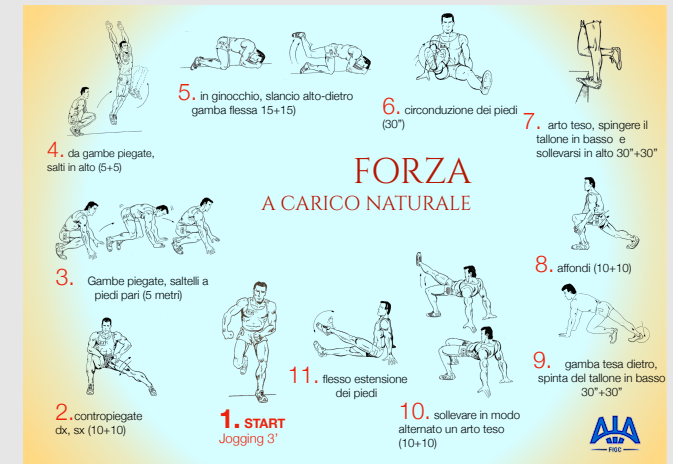 5. in ginocchio, slancio alto-dietro
gamba flessa 15+15)
6. circonduzione dei piedi
(30”)
7. arto teso, spingere il
tallone in basso e
sollevarsi in alto 30”+30”
4. da gambe piegate,
salti in alto (5+5)
FORZA
A CARICO NATURALE
8. affondi (10+10)
3. Gambe piegate, saltelli a
piedi pari (5 metri)
9. gamba tesa dietro,
spinta del tallone in basso
30”+30”
11. flesso estensione
dei piedi
2.contropiegate
dx, sx (10+10)
1. START
Jogging 3’
10. sollevare in modo
alternato un arto teso
(10+10)
AIA
FIGC